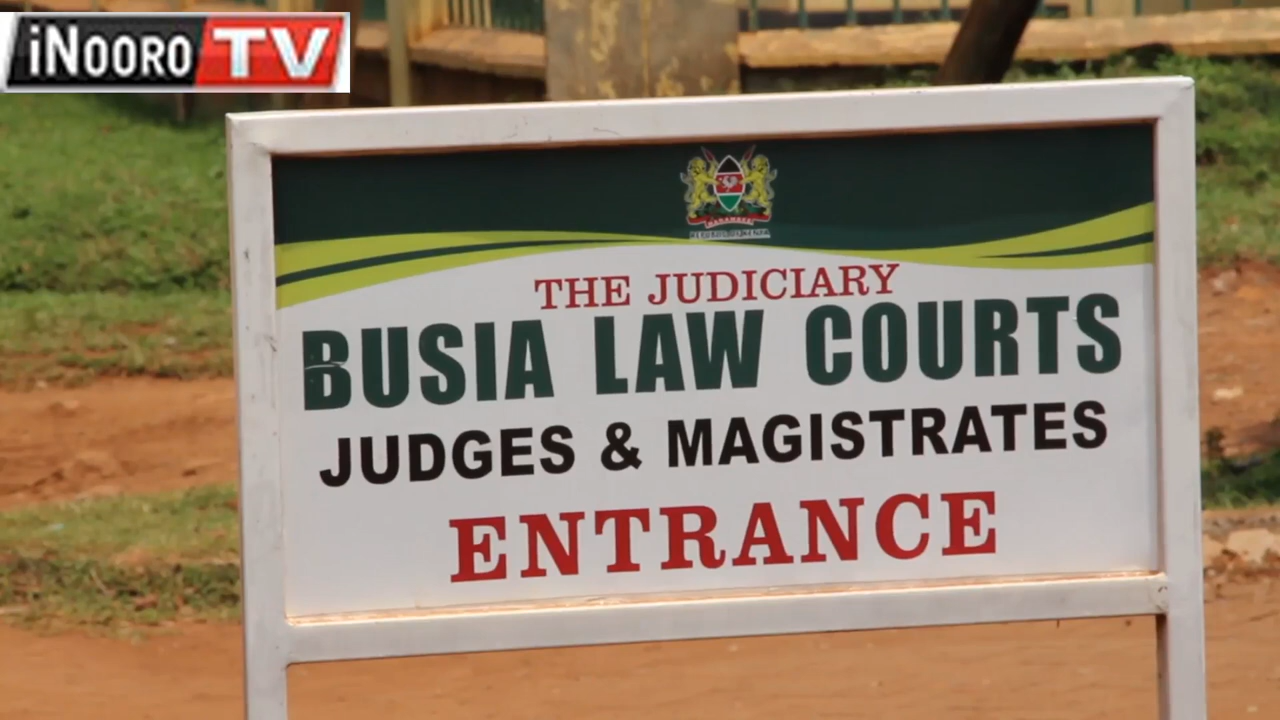 iNOORO TV
THE JUDICIARY
BUSIA LAW COURTS
JUDGES & MAGISTRATES
ENTRANCE